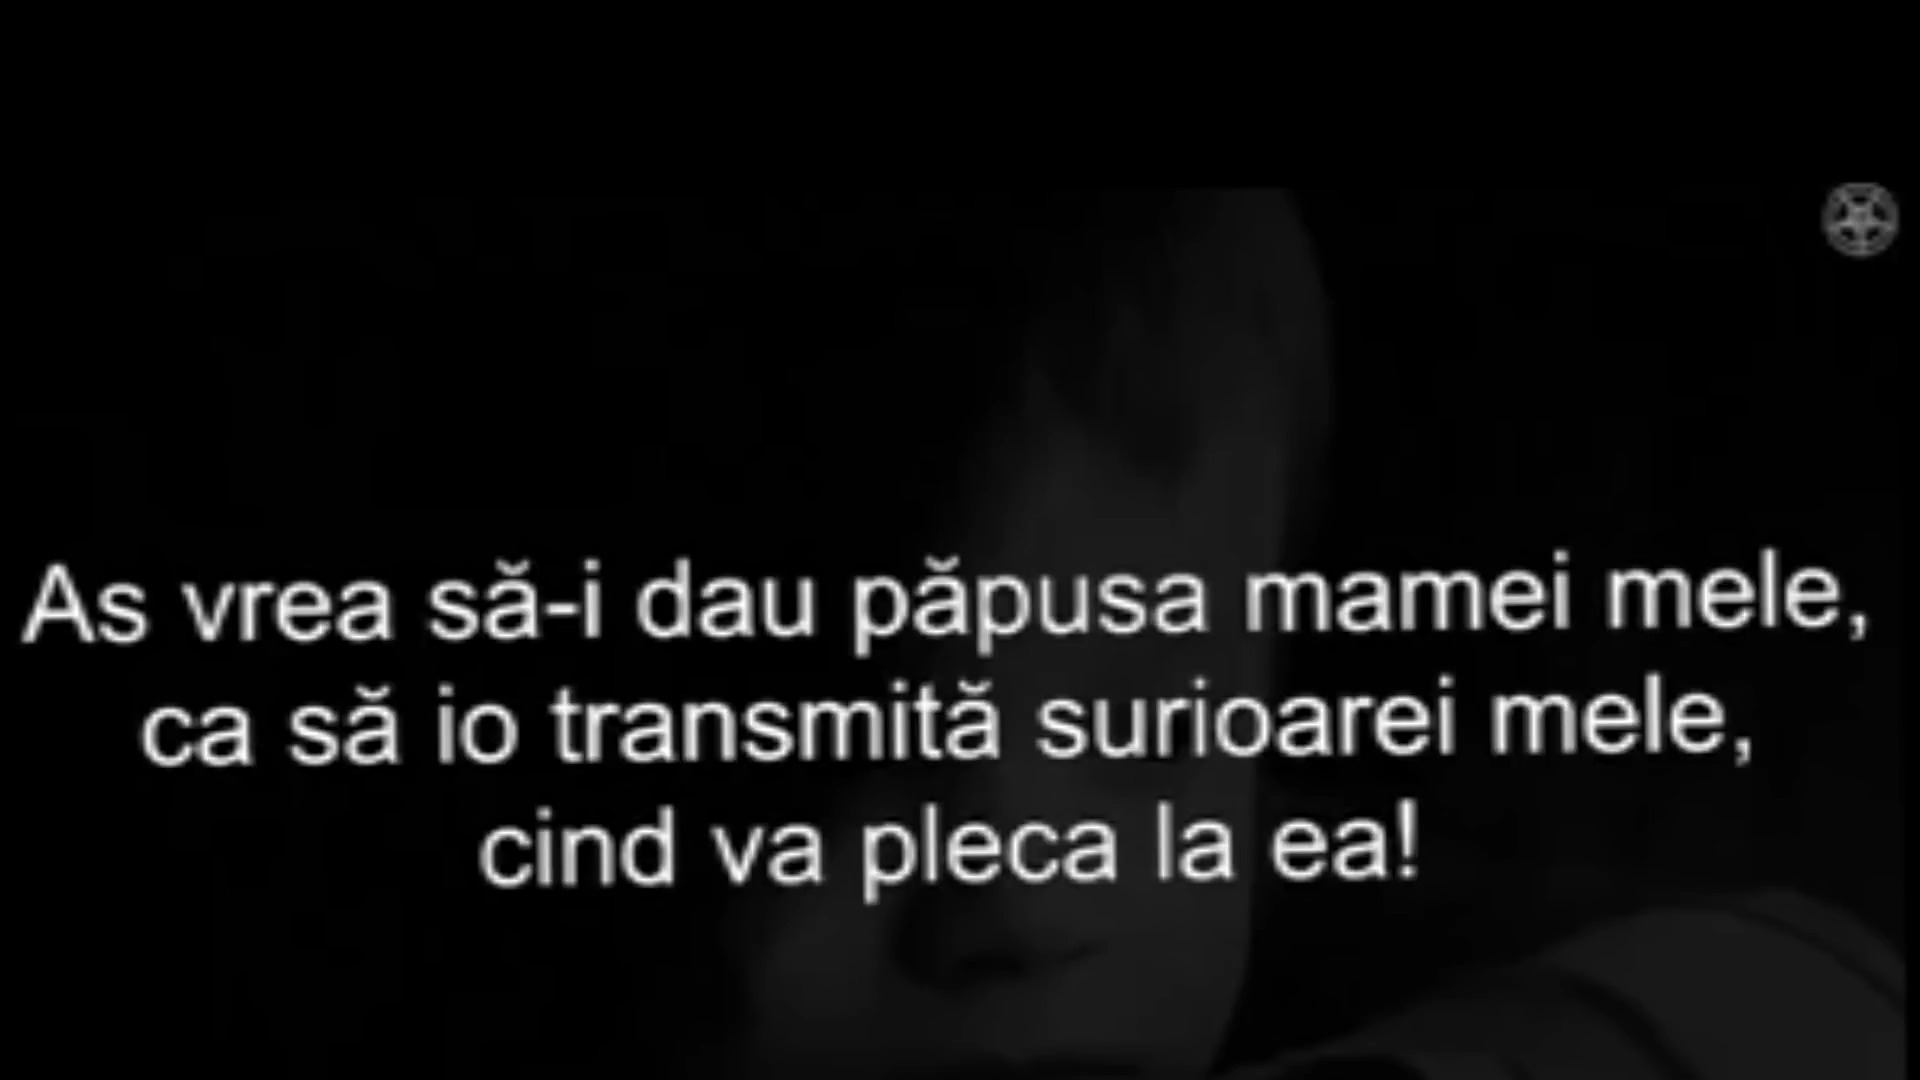 As vrea să-i dau păpusa mamei mele,
ca să io transmită surioarei mele,
cind va pleca la ea!